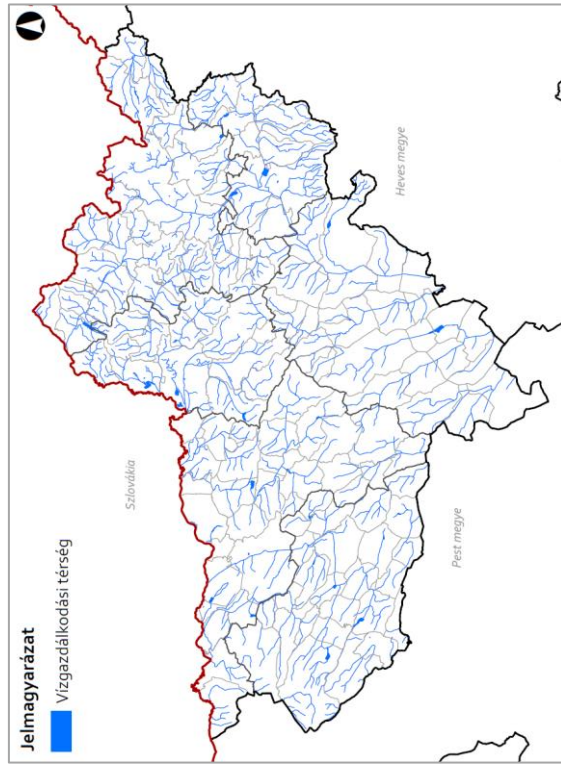 Jelmagyarázat
Vízgazdálkodási térség
Szlovákia
Heves megye
Pest megye